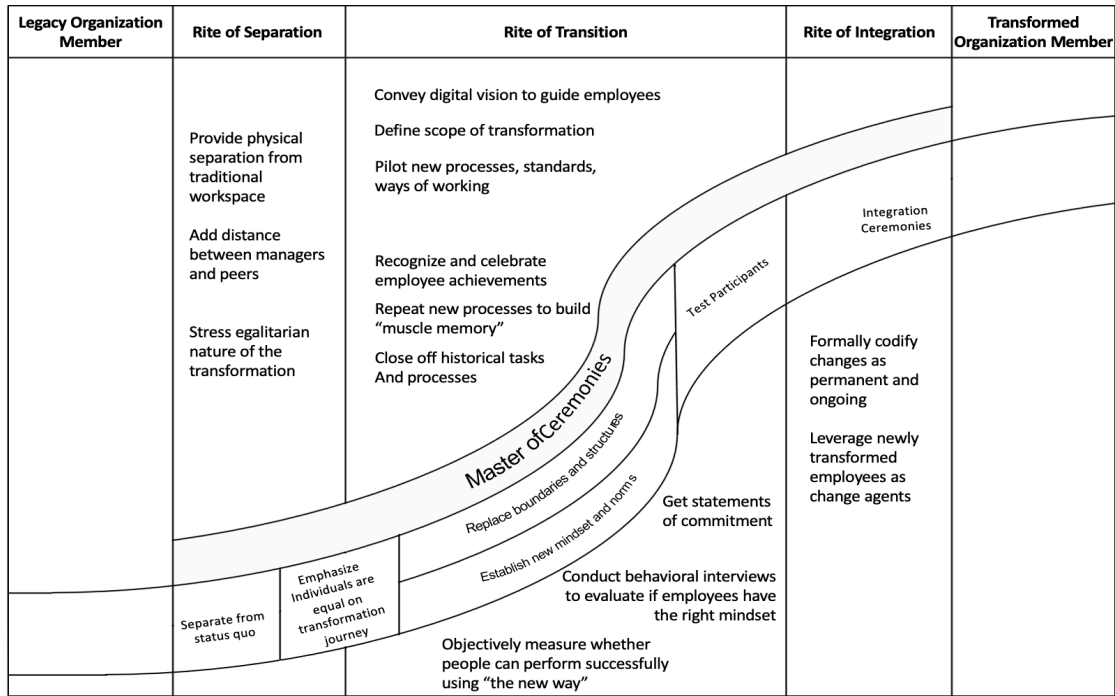 Legacy Organization
Member
Rite of Separation
Rite of Transition
Rite of Integration
Transformed
Organization Member
Provide physical
separation from
traditional
workspace
Add distance
between managers
and peers
Stress egalitarian
nature of the
transformation
Convey digital vision to guide employees
Define scope of transformation
Pilot new processes, standards,
ways of working
Recognize and celebrate
employee achievements
Repeat new processes to build
“muscle memory”
Close off historical tasks
And processes
Master of Ceremonies
Replace boundaries and structures
Establish new mindset and norms
Test Participants
Integration
Ceremonies
Formally codify
changes as
permanent and
ongoing
Leverage newly
transformed
employees as
change agents
Separate from
status quo
Emphasize
Individuals are
equal on
transformation
journey
Get statements
of commitment
Conduct behavioral interviews
to evaluate if employees have
the right mindset
Objectively measure whether
people can perform successfully
using “the new way”